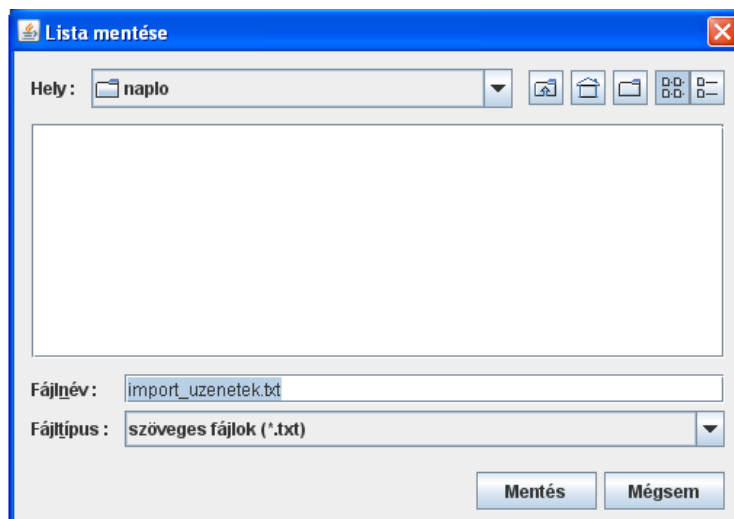 Lista mentése
Hely: naplo
Fájlnév: import_uzenetek.txt
Fájltípus: szöveges fájlok (*.txt)
Mentés Mégsem